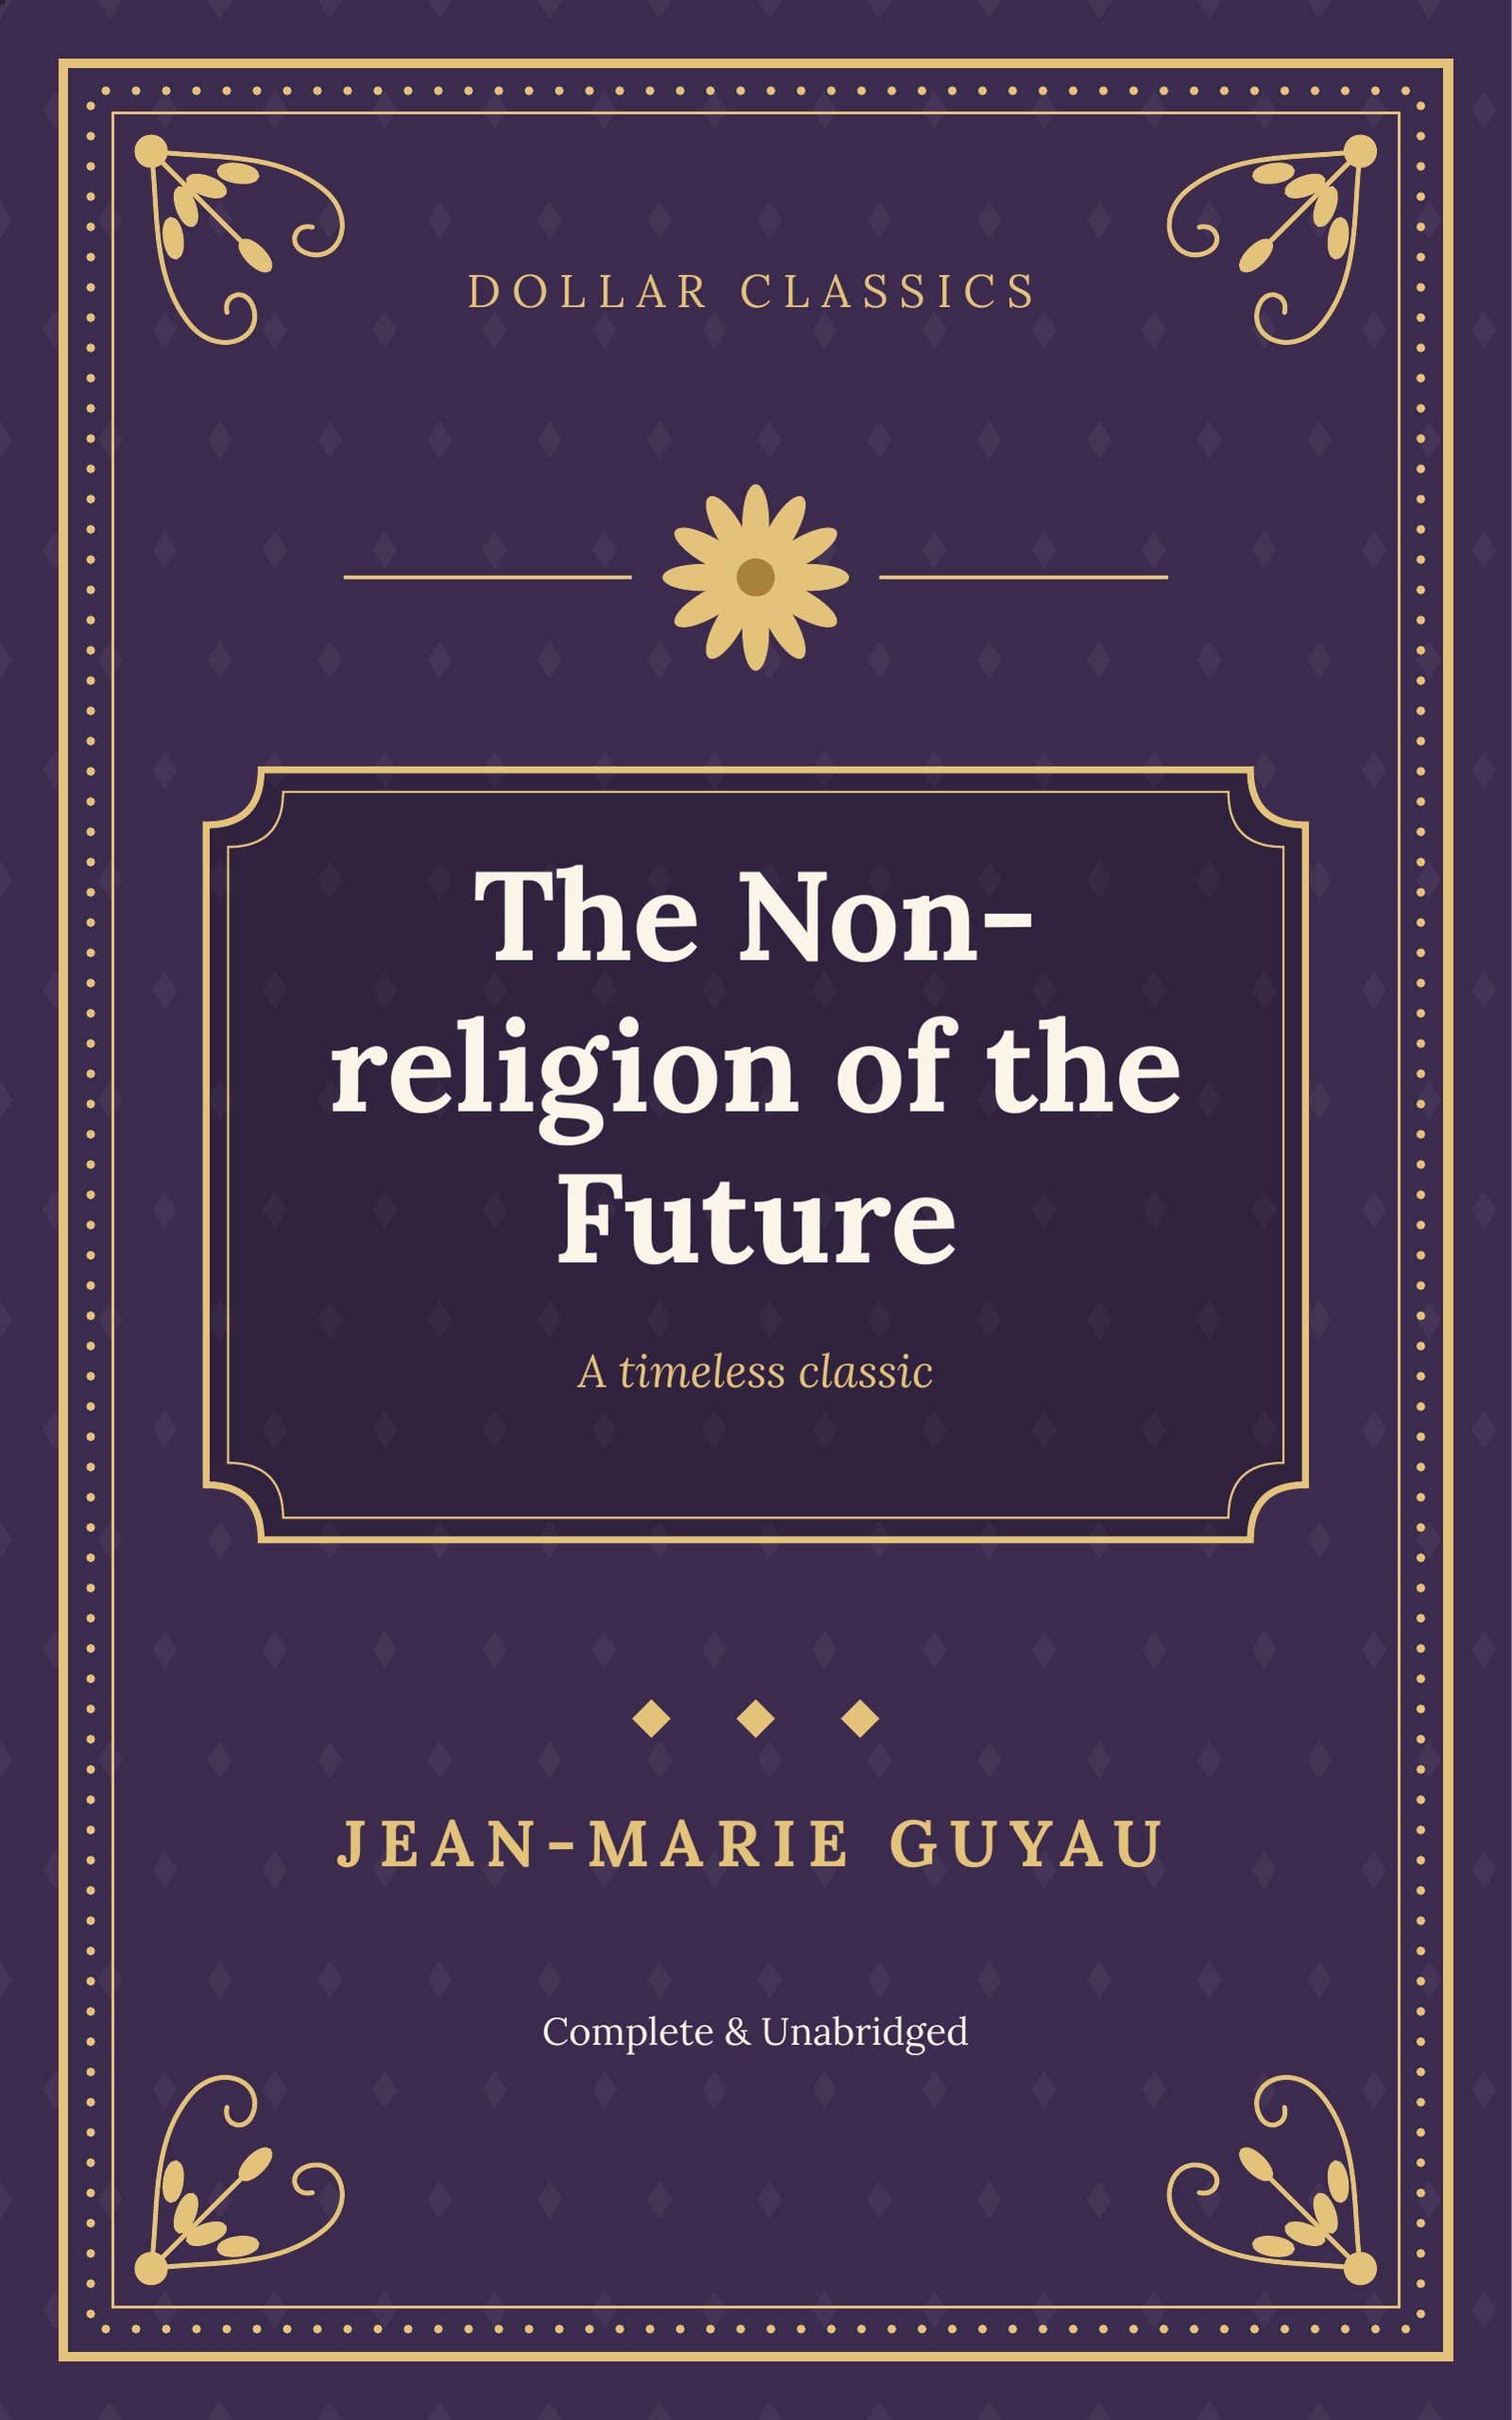 DOLLAR CLASSICS
The Non-
religion of the
Future
A timeless classic
JEAN-MARIE GUYAU
Complete & Unabridged